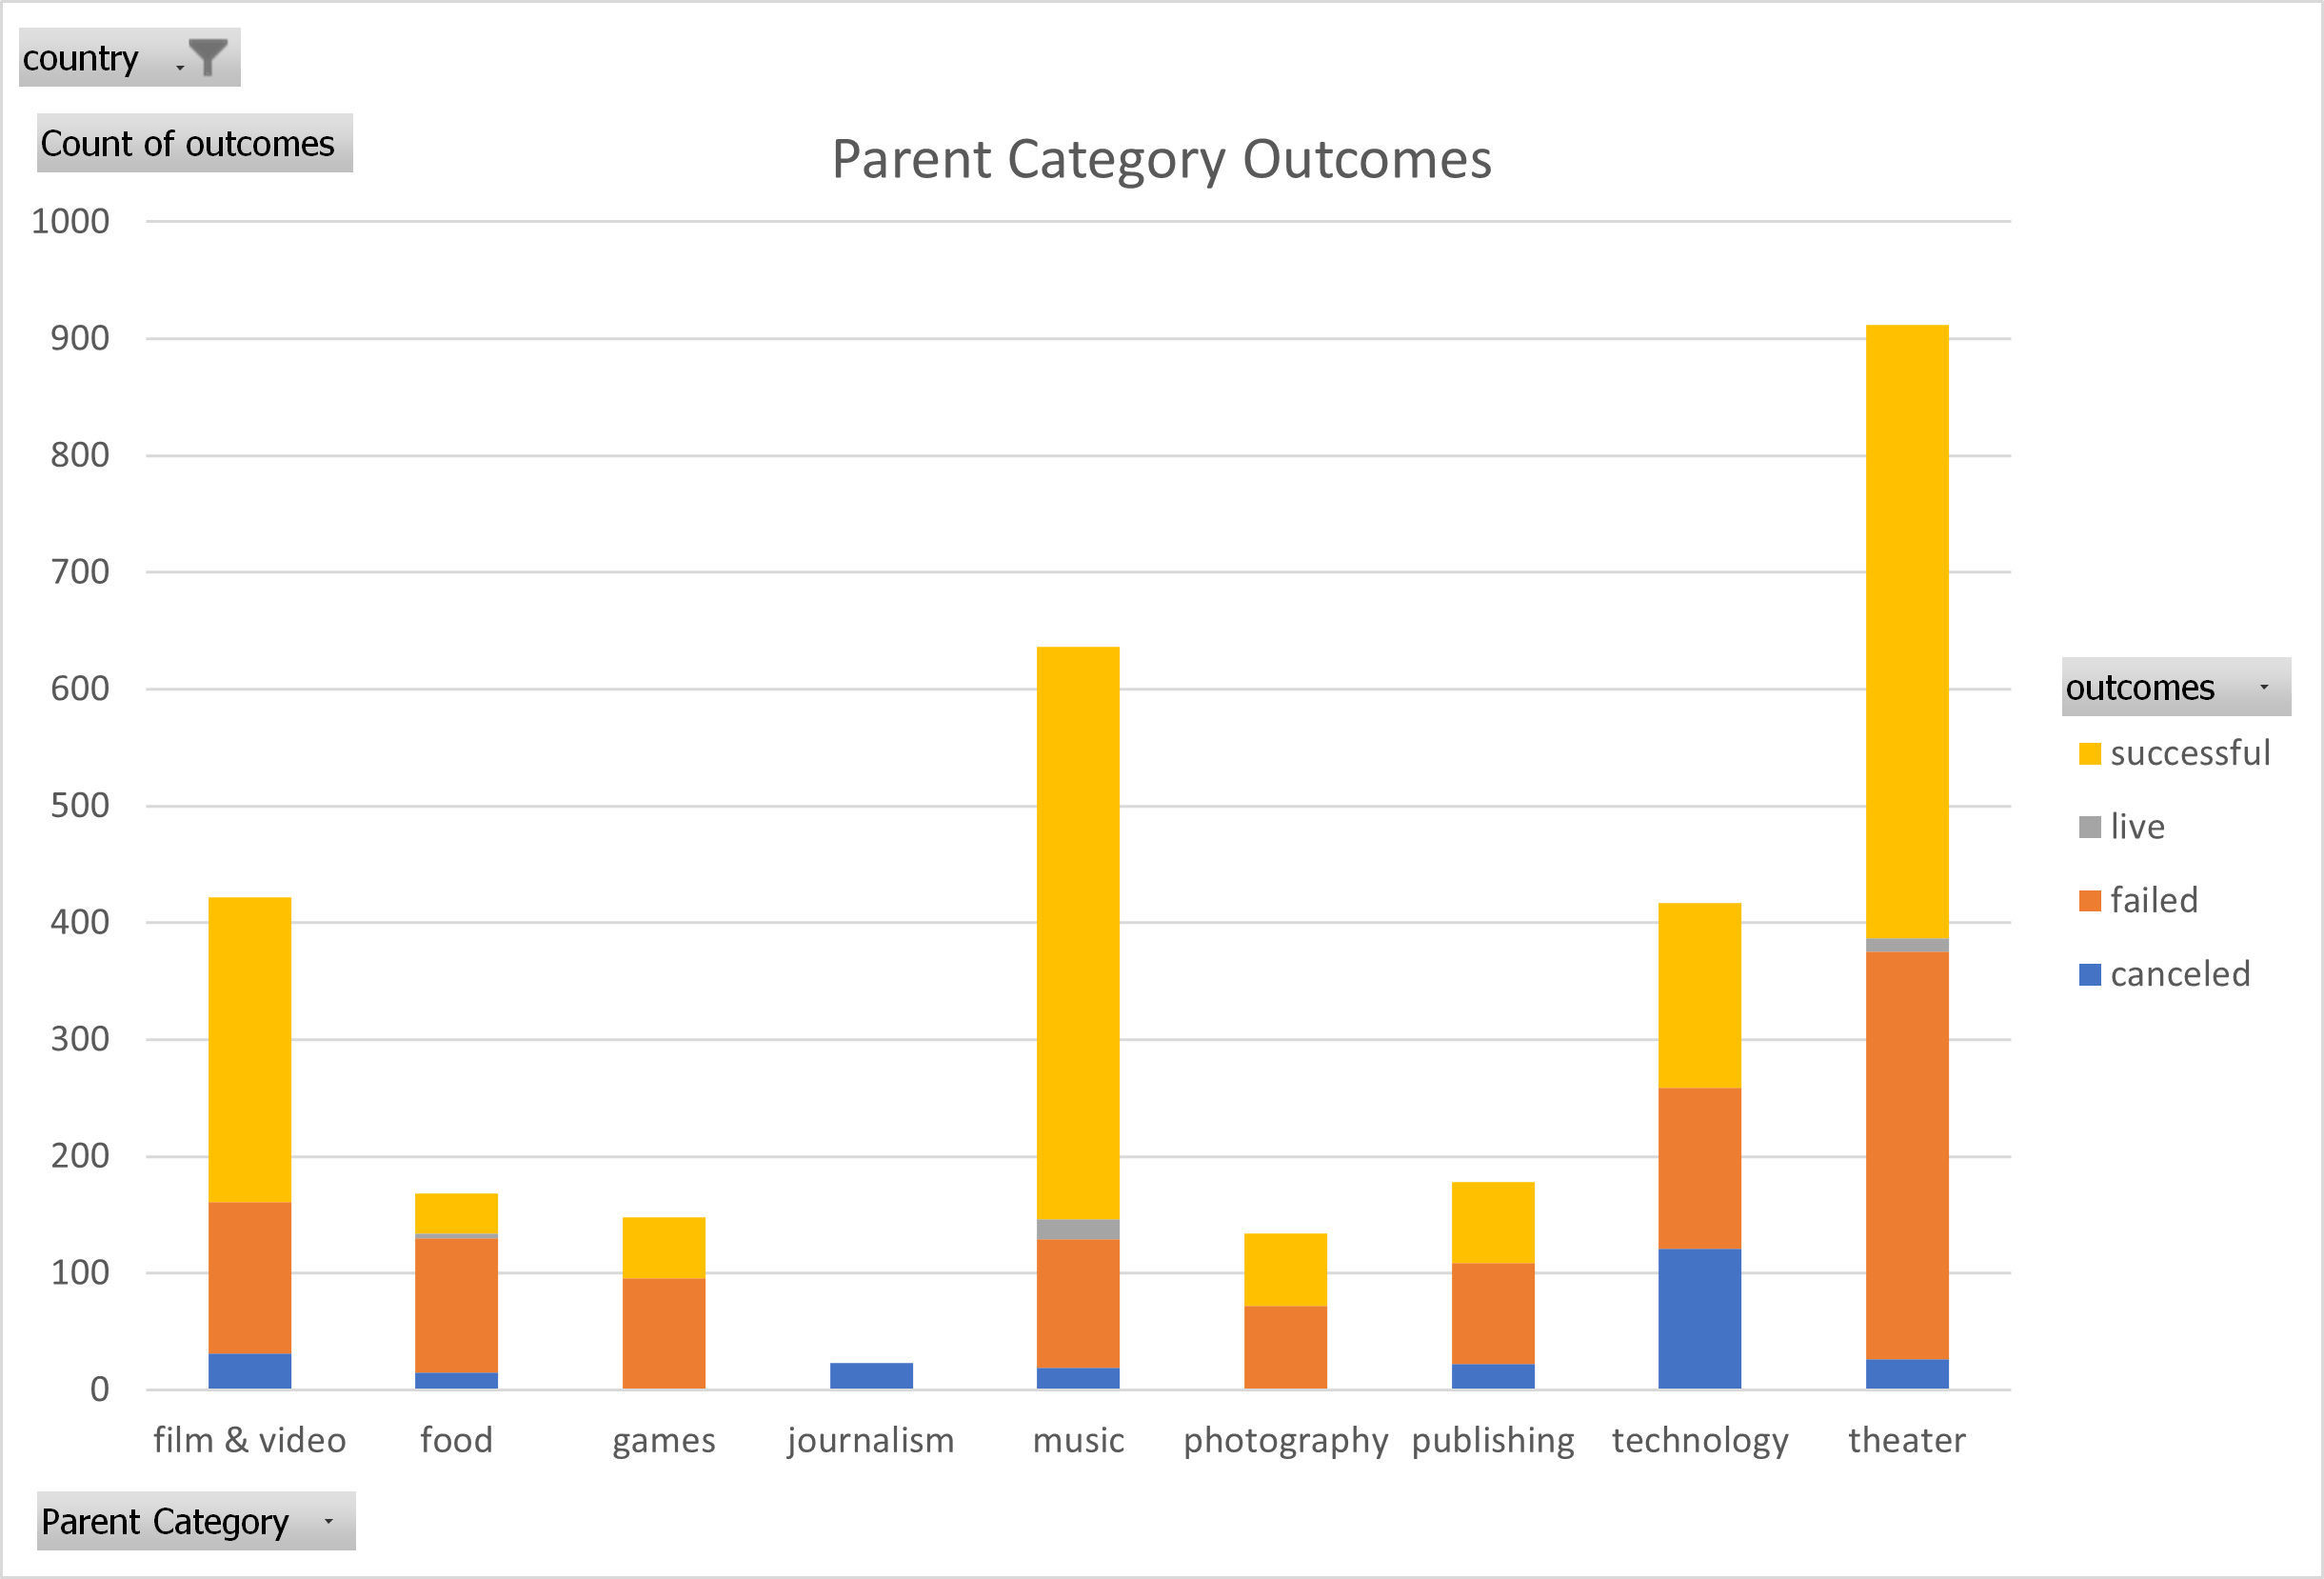 country
Count of outcomes
Parent Category Outcomes
1000
900
800
700
600
500
400
300
200
100
0
film & video food games journalism music photography publishing technology theater
outcomes
successful
live
failed
canceled
Parent Category